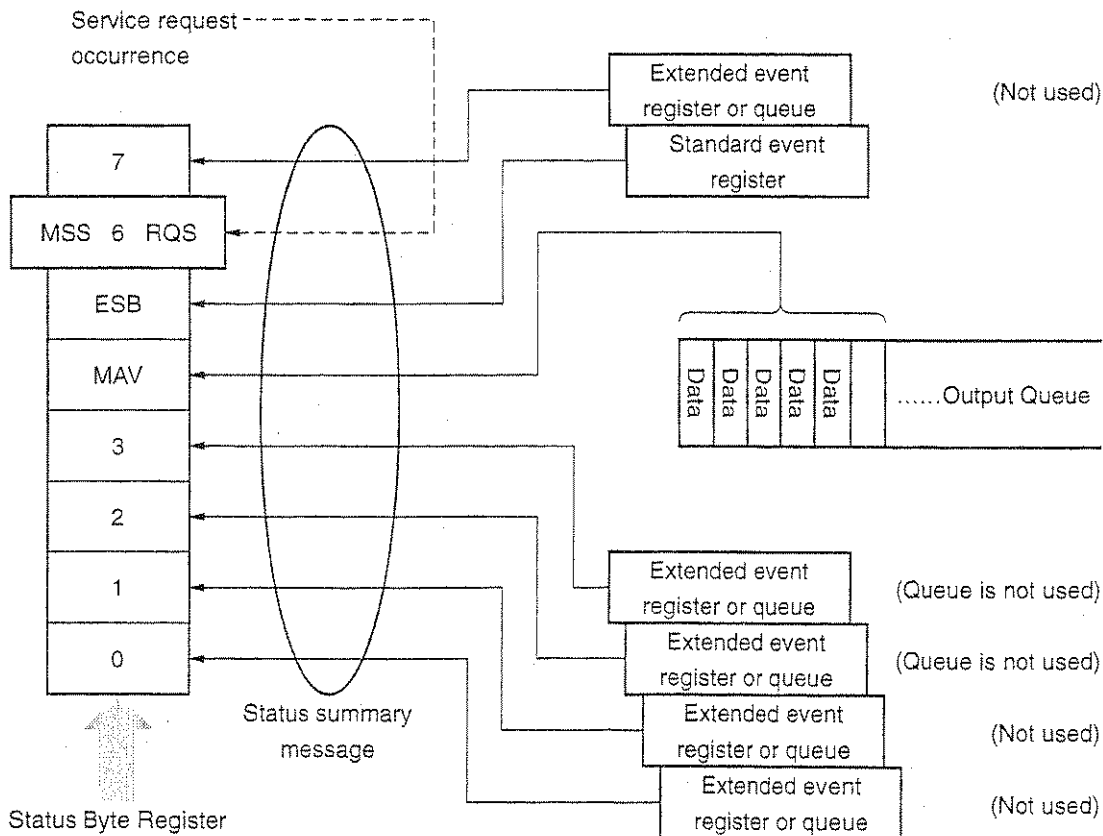 Service request
occurrence
Extended event
register or queue
(Not used)
Standard event
register
7
MSS 6 RQS
ESB
MAV
3
2
1
0
Data
Data
Data
Data
Data
......Output Queue
Extended event
register or queue
(Queue is not used)
Extended event
register or queue
(Queue is not used)
Extended event
register or queue
(Not used)
Extended event
register or queue
(Not used)
Status summary
message
Status Byte Register